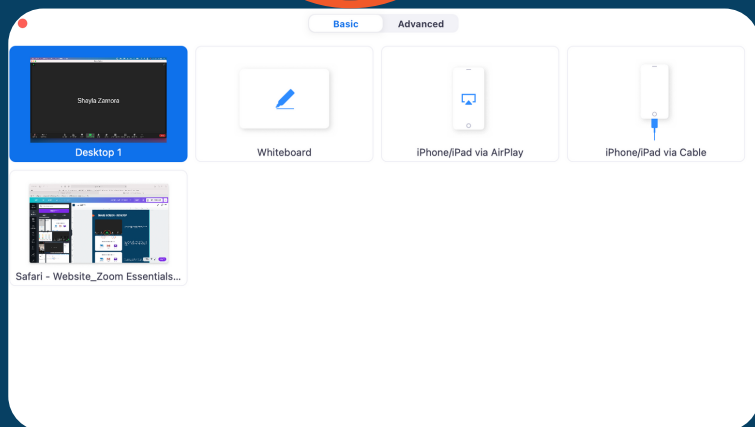 Basic Advanced
Shayla Zamora
Desktop 1
Whiteboard
iPhone/iPad via AirPlay
iPhone/iPad via Cable
Safari - Website_Zoom Essentials...